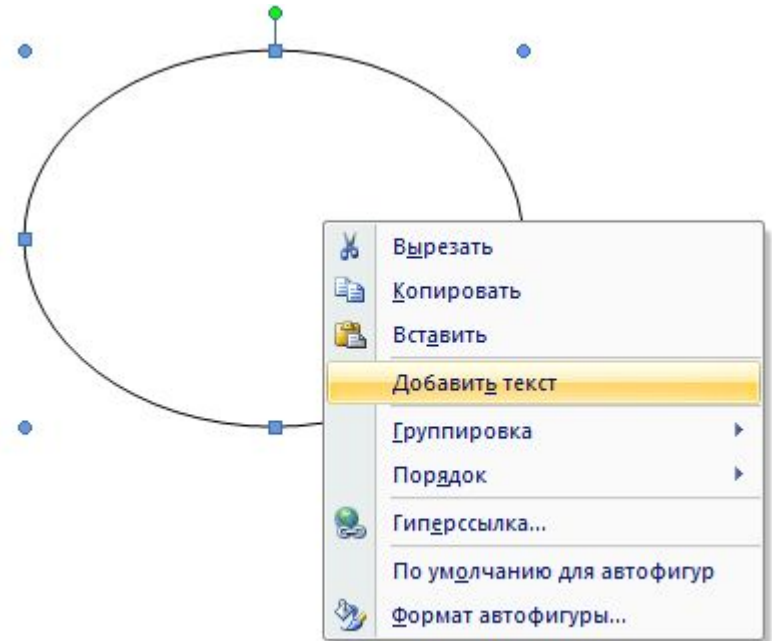 Вырезать
Копировать
Вставить
Добавить текст
Группировка
Порядок
Гиперссылка...
По умолчанию для автофигур
Формат автофигуры...